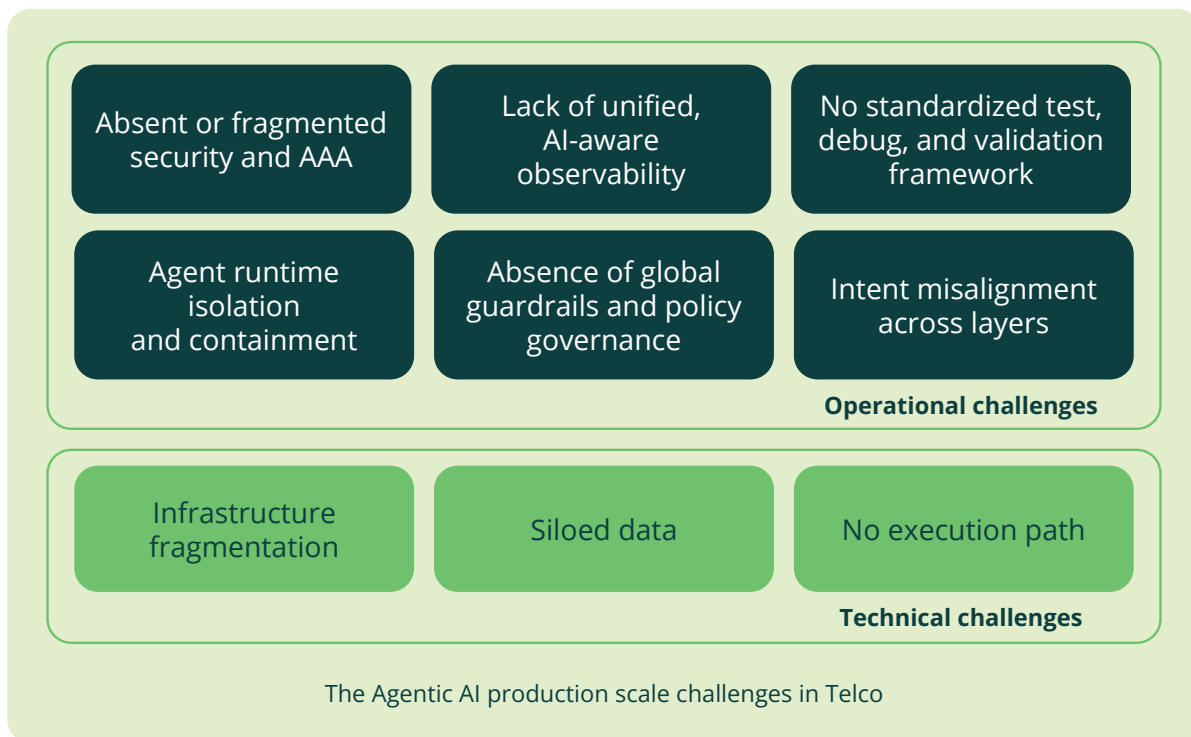 Absent or fragmented
security and AAA
Lack of unified,
AI-aware
observability
No standardized test,
debug, and validation
framework
Agent runtime
isolation
and containment
Absence of global
guardrails and policy
governance
Intent misalignment
across layers
Operational challenges
Infrastructure
fragmentation
Siloed data
No execution path
Technical challenges
The Agentic AI production scale challenges in Telco